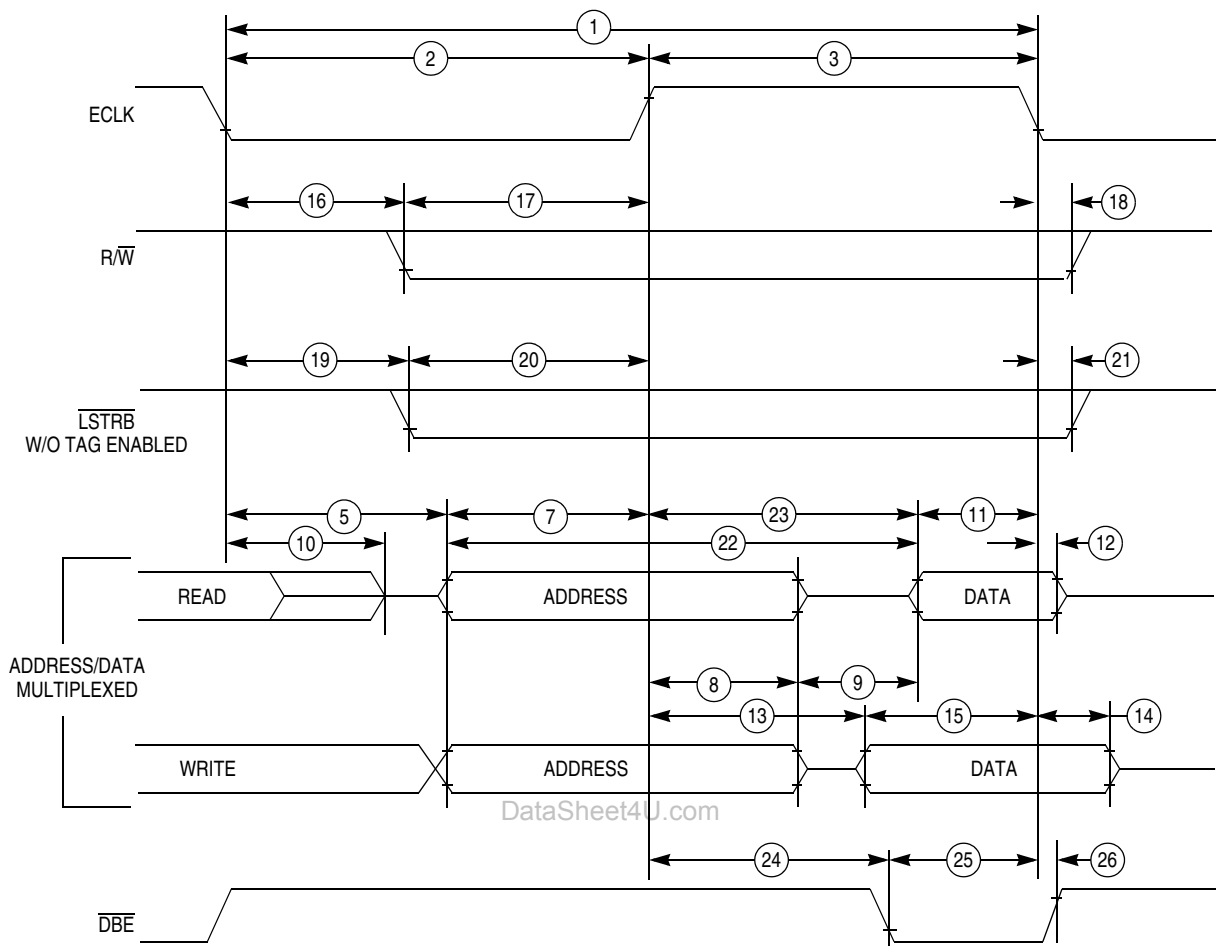 1
2
3
ECLK
16
17
18
R/W̅
19
20
21
L̅S̅T̅R̅B̅
W/O TAG ENABLED
5
7
23
11
10
22
12
READ
ADDRESS
DATA
ADDRESS/DATA
MULTIPLEXED
8
9
13
15
14
WRITE
ADDRESS
DATA
DataSheet4U.com
24
25
26
D̅B̅E̅